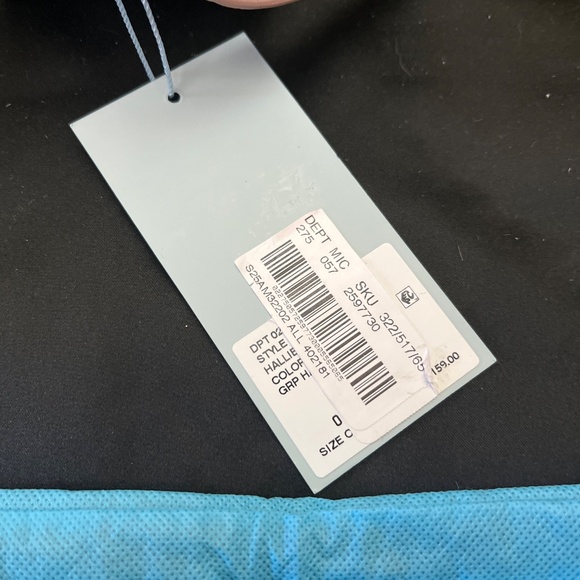 DEPT MIC SKU 322/517/65
275 057 2597730
S25AM32202 ALL 402181
159.00
DPT 02
STYLE
HALLIE
COLOR
GRP H
0
SIZE C